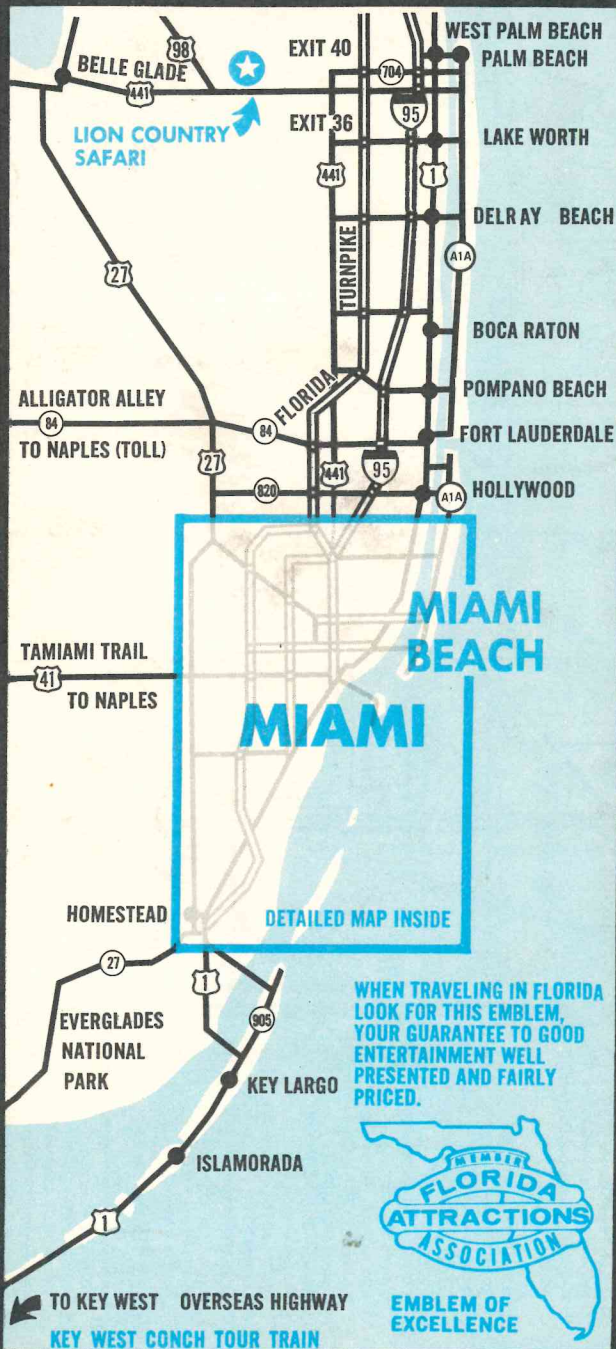 WEST PALM BEACH
98
EXIT 40
PALM BEACH
BELLE GLADE
704
441
95
LION COUNTRY
SAFARI
EXIT 36
LAKE WORTH
441
1
DELRAY BEACH
27
TURNPIKE
A1A
BOCA RATON
ALLIGATOR ALLEY
FLORIDA
POMPANO BEACH
84
84
FORT LAUDERDALE
TO NAPLES (TOLL)
27
441
95
820
HOLLYWOOD
A1A
MIAMI
BEACH
TAMIAMI TRAIL
41
TO NAPLES
MIAMI
HOMESTEAD
DETAILED MAP INSIDE
27
1
905
EVERGLADES
NATIONAL
PARK
WHEN TRAVELING IN FLORIDA
LOOK FOR THIS EMBLEM,
YOUR GUARANTEE TO GOOD
ENTERTAINMENT WELL
PRESENTED AND FAIRLY
PRICED.
KEY LARGO
ISLAMORADA
1
MEMBER
FLORIDA
ATTRACTIONS
ASSOCIATION
TO KEY WEST OVERSEAS HIGHWAY
KEY WEST CONCH TOUR TRAIN
EMBLEM OF
EXCELLENCE